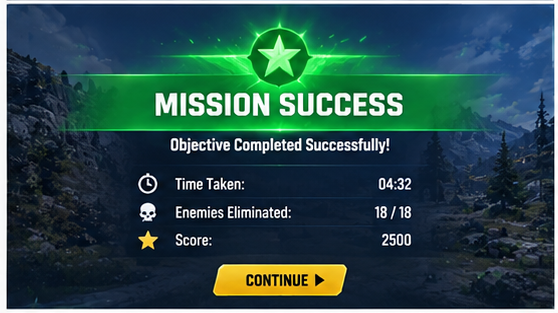 MISSION SUCCESS
Objective Completed Successfully!
Time Taken: 04:32
Enemies Eliminated: 18 / 18
Score: 2500
CONTINUE